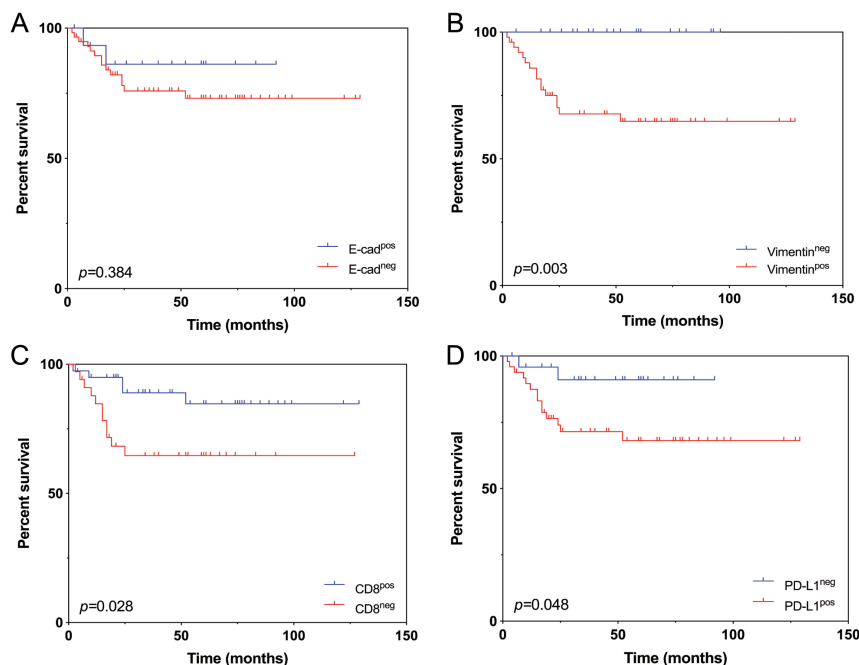 A
Percent survival
100
50
0
0 50 100 150
Time (months)
E-cadpos
E-cadneg
p=0.384
B
Percent survival
100
50
0
0 50 100 150
Time (months)
Vimentinneg
Vimentinpos
p=0.003
C
Percent survival
100
50
0
0 50 100 150
Time (months)
CD8pos
CD8neg
p=0.028
D
Percent survival
100
50
0
0 50 100 150
Time (months)
PD-L1neg
PD-L1pos
p=0.048